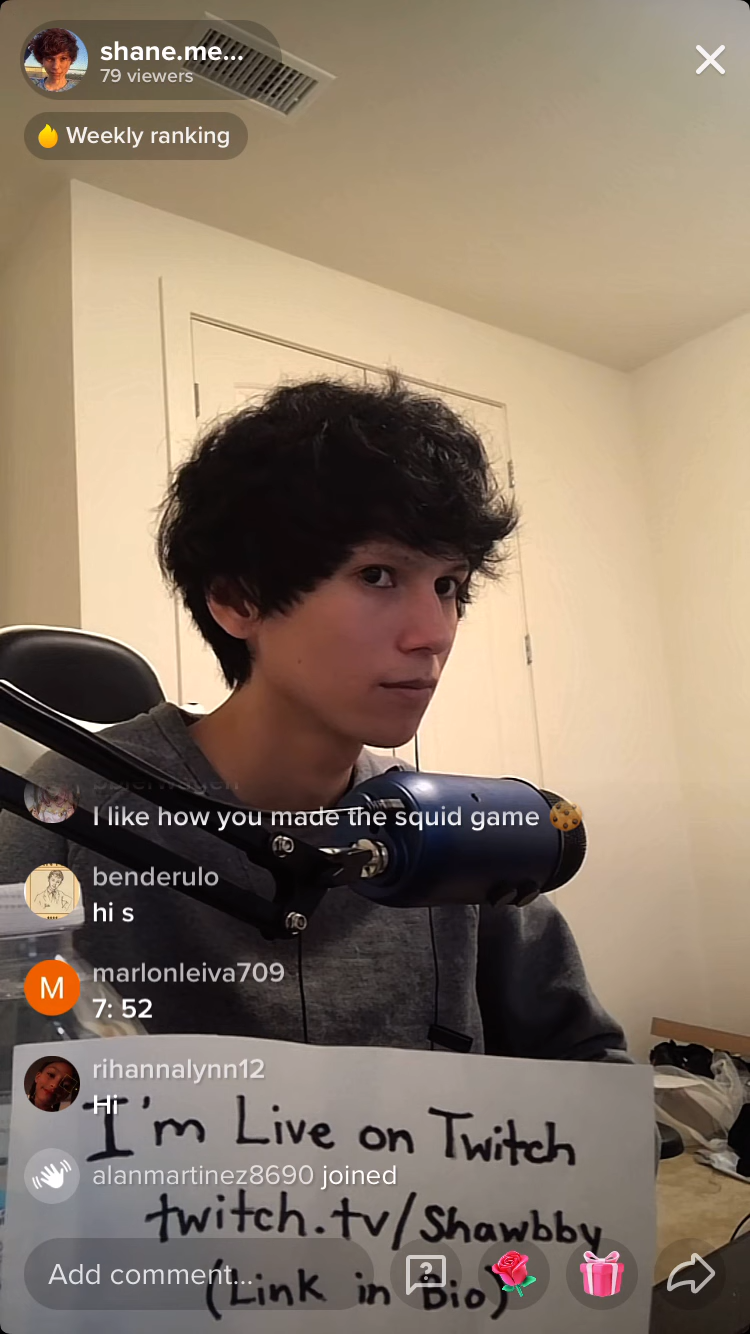 shane.me...
79 viewers
Weekly ranking
I like how you made the squid game
benderulo
hi s
marlonleiva709
7: 52
rihannalynn12
Hi
I'm Live on Twitch
alanmartinez8690 joined
twitch.tv/Shawbby
Add comment...
(Link in Bio)